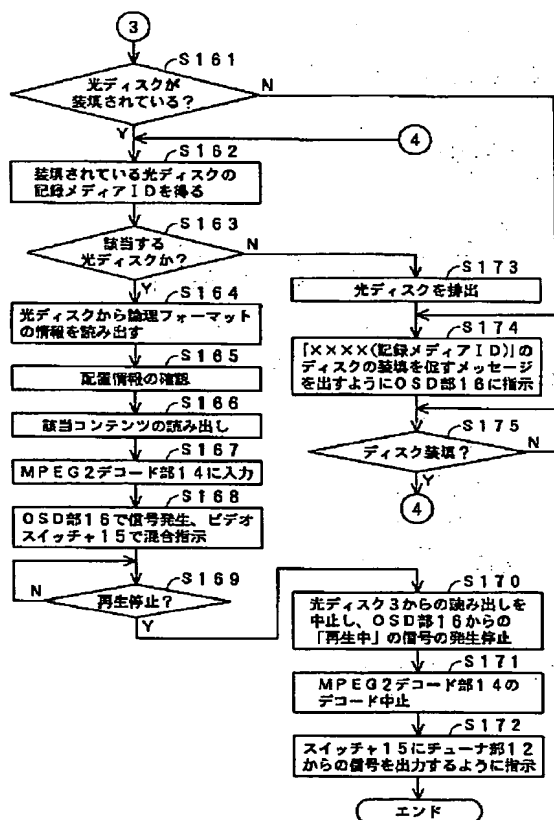 3
S161
光ディスクが
装填されている?
N
Y
4
S162
装填されている光ディスクの
記録メディアIDを得る
S163
該当する
光ディスクか?
N
Y
S164
光ディスクから論理フォーマット
の情報を読み出す
S165
配置情報の確認
S166
該当コンテンツの読み出し
S167
MPEG2デコード部14に入力
S168
OSD部16で信号発生、ビデオ
スイッチャ15で混合指示
S169
再生停止?
N
Y
S173
光ディスクを排出
S174
「××××(記録メディアID)」の
ディスクの装填を促すメッセージ
を出すようにOSD部16に指示
S175
ディスク装填?
N
Y
4
S170
光ディスク3からの読み出しを
中止し、OSD部16からの
「再生中」の信号の発生停止
S171
MPEG2デコード部14の
デコード中止
S172
スイッチャ15にチューナ部12
からの信号を出力するように指示
エンド